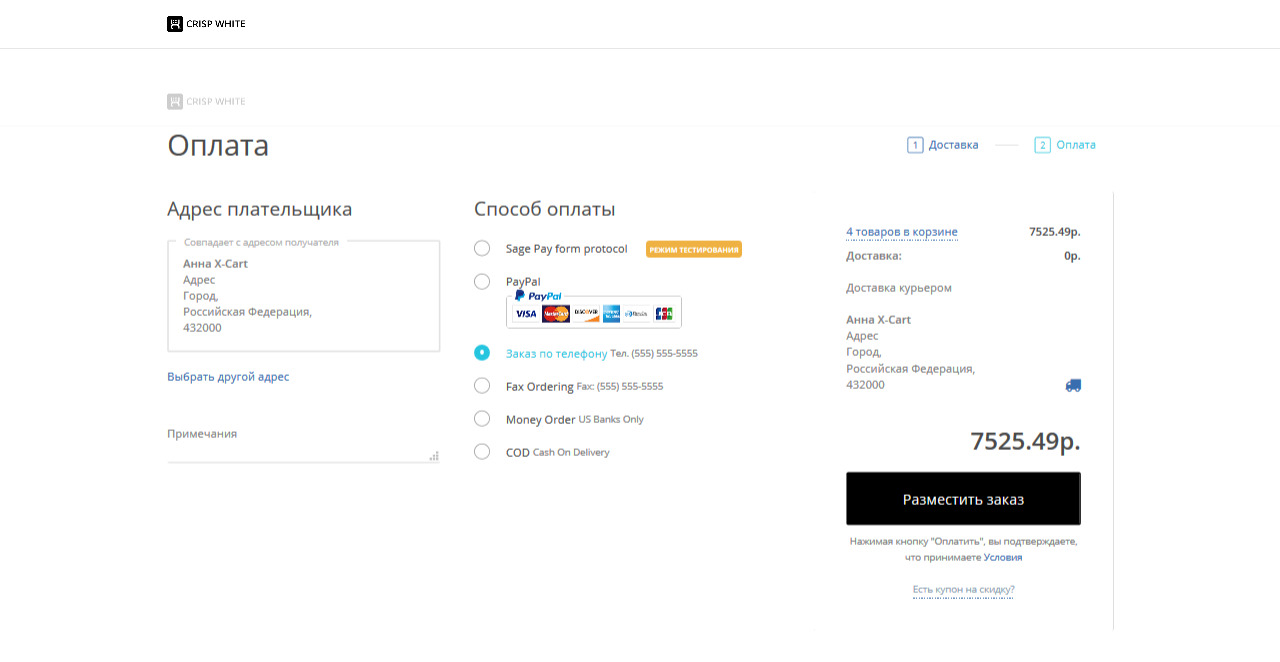 CRISP WHITE
CRISP WHITE
Оплата
1 Доставка
2 Оплата
Адрес плательщика
Совпадает с адресом получателя
Анна X-Cart
Адрес
Город,
Российская Федерация,
432000
Выбрать другой адрес
Примечания
Способ оплаты
Sage Pay form protocol РЕЖИМ ТЕСТИРОВАНИЯ
PayPal
PayPal
VISA MasterCard DISCOVER JCB
Заказ по телефону Тел. (555) 555-5555
Fax Ordering Fax: (555) 555-5555
Money Order US Banks Only
COD Cash On Delivery
4 товаров в корзине 7525.49р.
Доставка: 0р.
Доставка курьером
Анна X-Cart
Адрес
Город,
Российская Федерация,
432000
7525.49р.
Разместить заказ
Нажимая кнопку "Оплатить", вы подтверждаете,
что принимаете Условия
Есть купон на скидку?